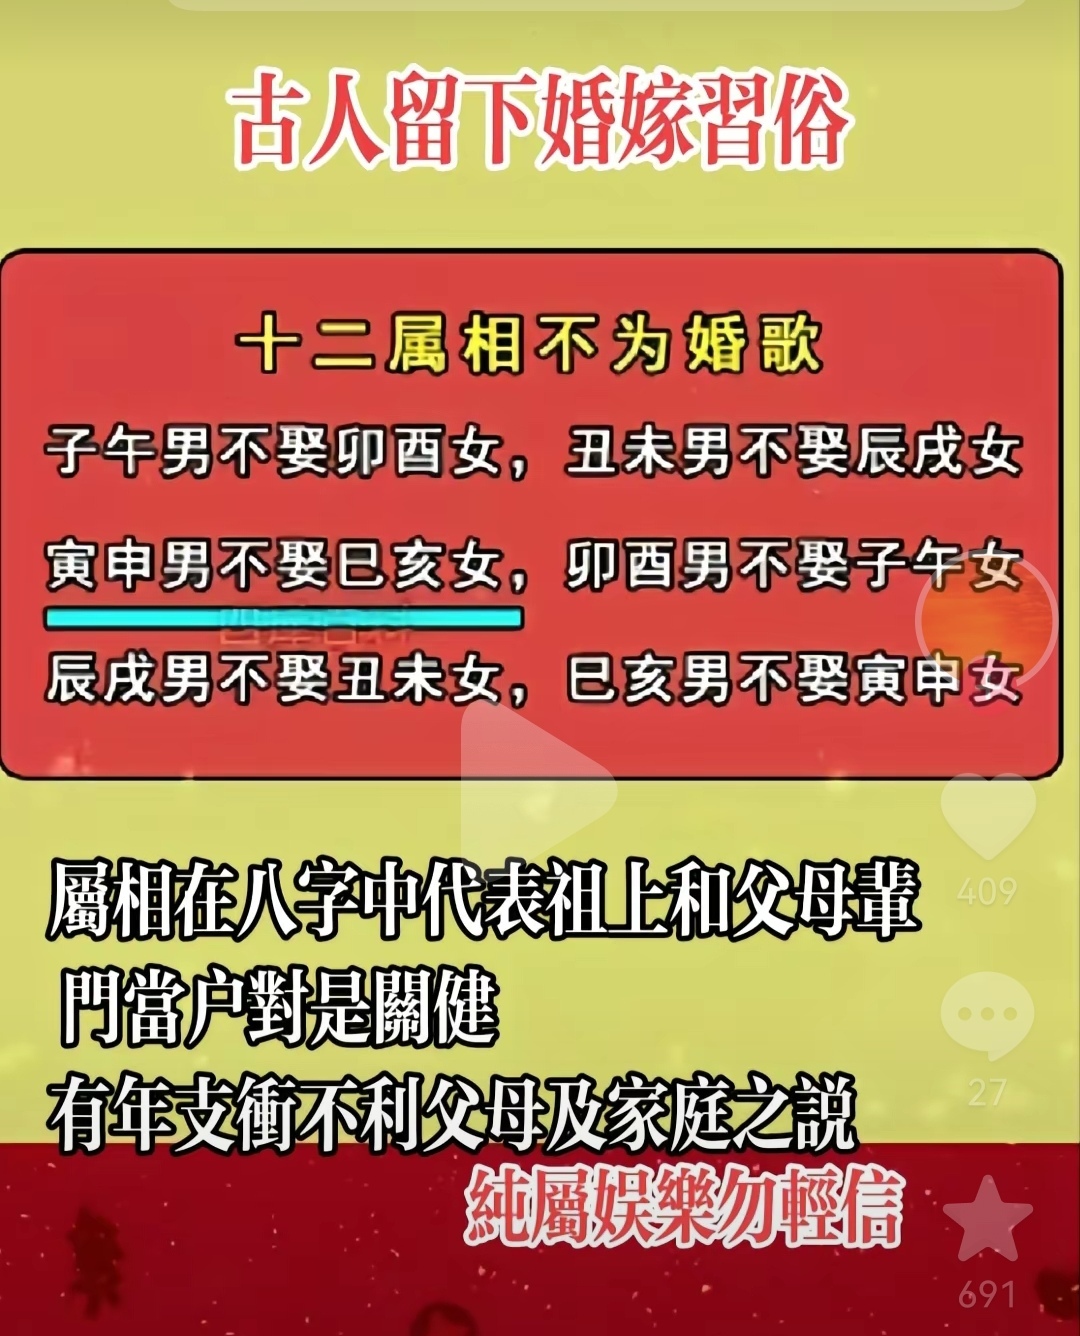 古人留下婚嫁習俗
十二属相不为婚歌
子午男不娶卯酉女，丑未男不娶辰戌女
寅申男不娶巳亥女，卯酉男不娶子午女
辰戌男不娶丑未女，巳亥男不娶寅申女
屬相在八字中代表祖上和父母輩
409
門當户對是關健
27
有年支衝不利父母及家庭之説
純屬娱樂勿輕信
691